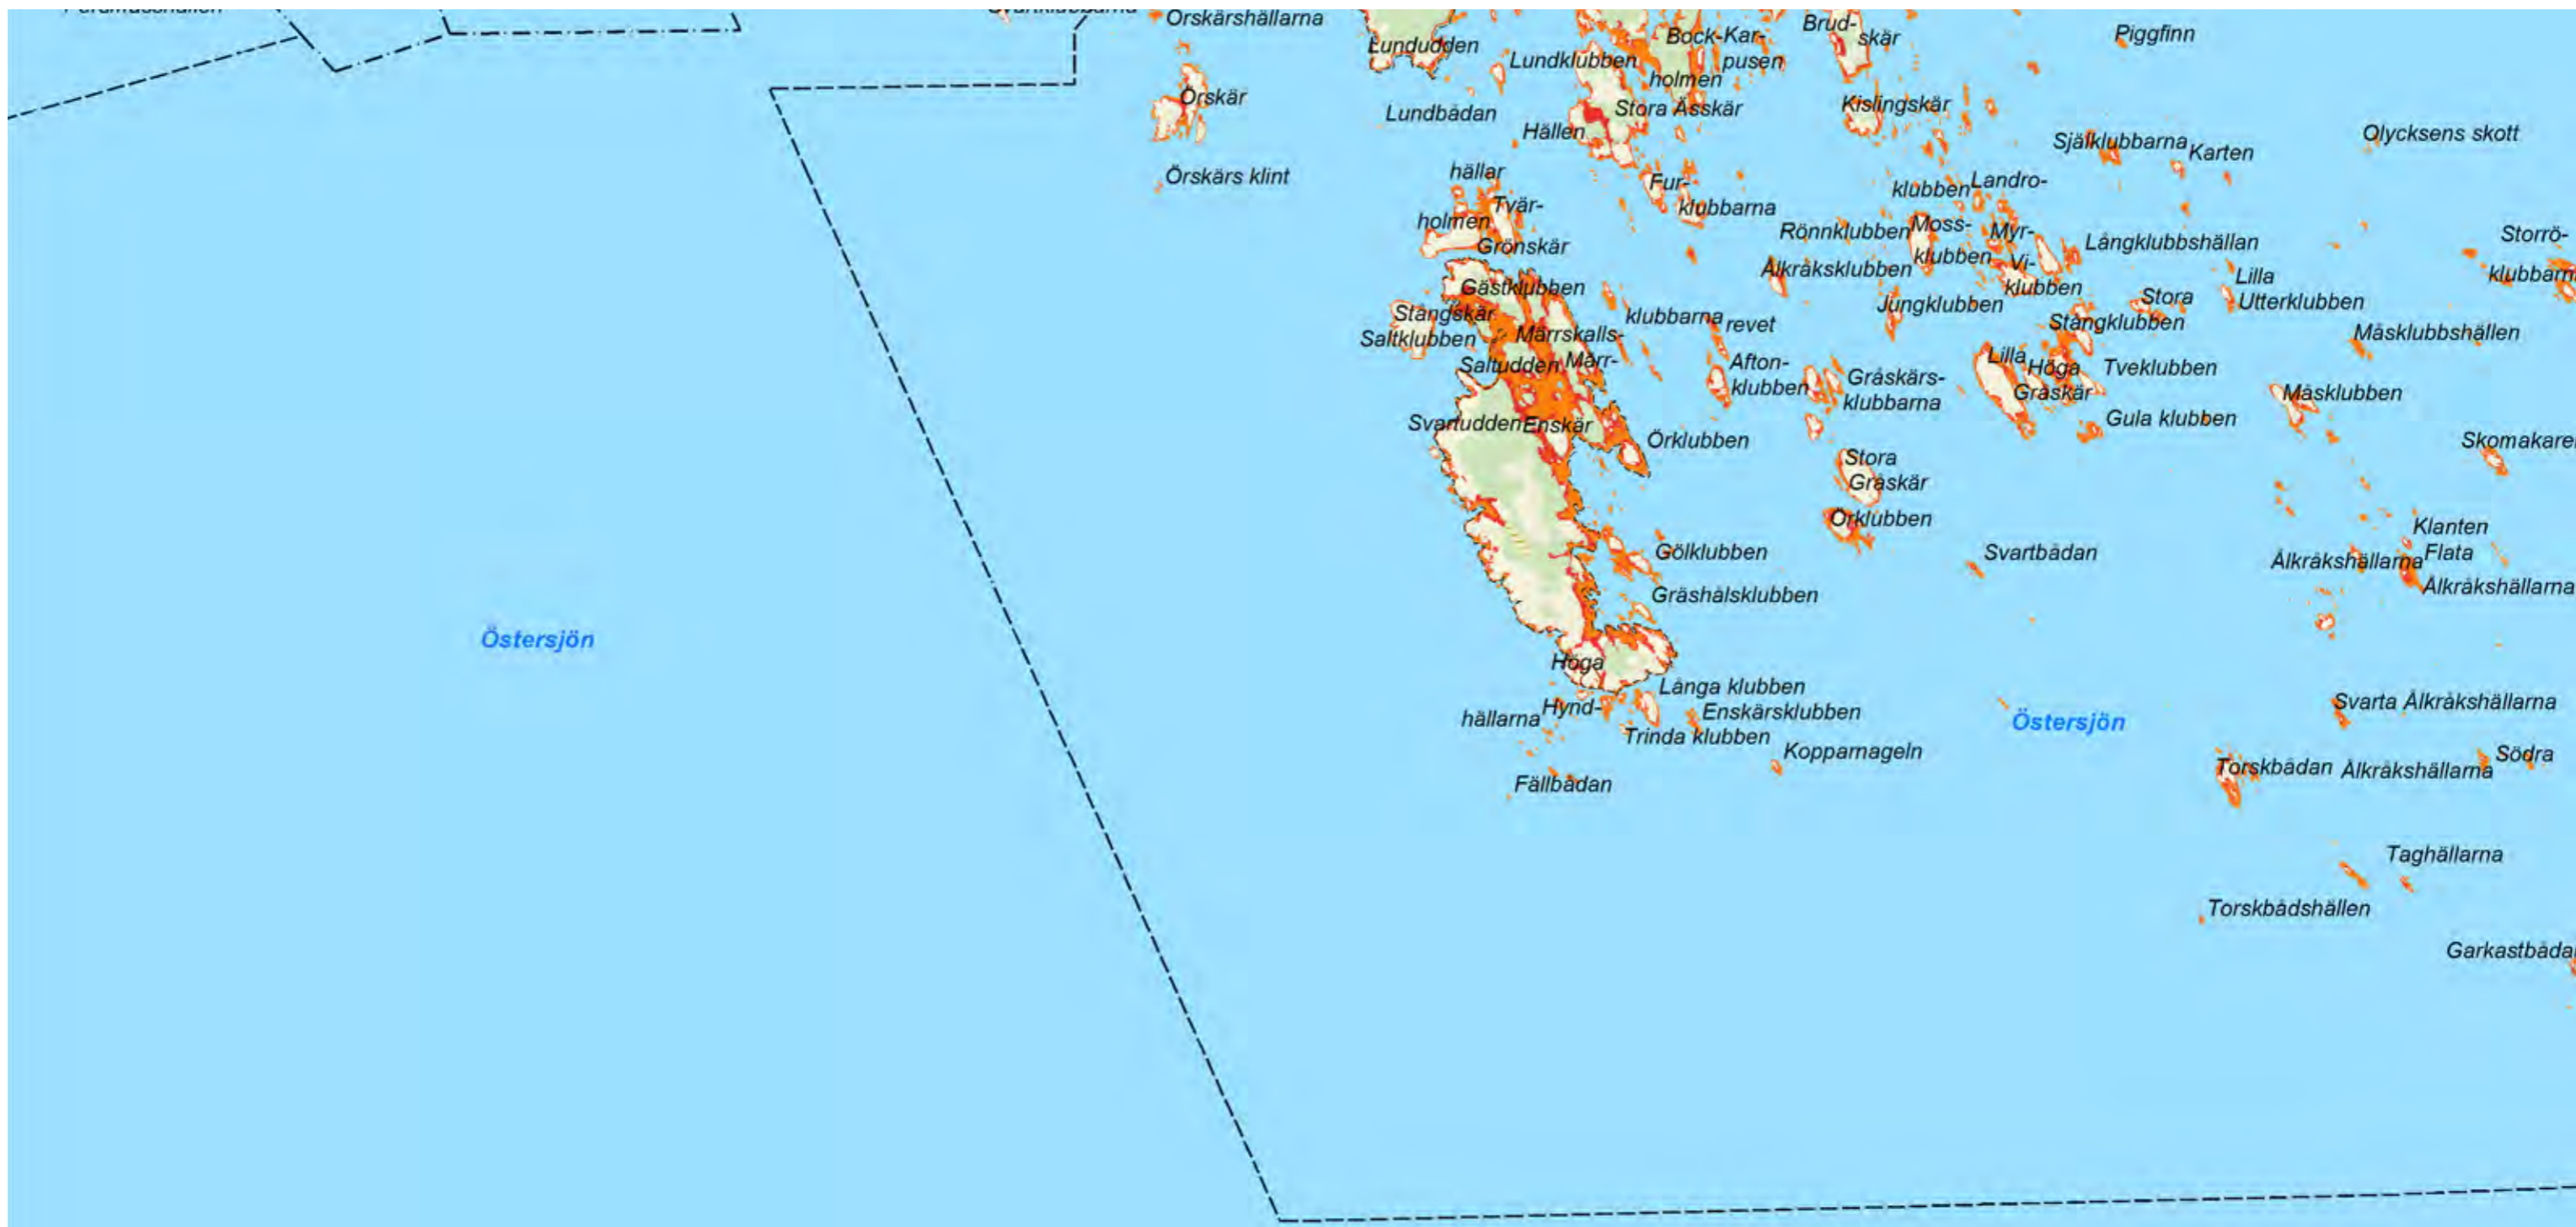 Örskärshällarna
Örskär
Örskärs klint
Lundudden
Lundklubben
Lundbådan
Bock-
holmen
Kar-
pusen
Stora Ässkär
Hällen
Brud-
skär
Kislingskär
Piggfinn
Olycksens skott
Själklubbarna
Karten
hällar
Tvär-
holmen
Grönskär
Fur-
klubbarna
klubben
Landro-
Rönnklubben
Moss-
klubben
Myr-
Vi-
klubben
Långklubbshällan
Storrö-
Ålkråksklubben
Jungklubben
Lilla
Utterklubben
Stora
Stångklubben
Måsklubbshällen
Gästklubben
Stångskär
Saltklubben
Märrskalls-
klubbarna
revet
Saltudden
Märr-
Afton-
klubben
Gråskärs-
klubbarna
Lilla
Gråskär
Höga
Tveklubben
Måsklubben
Gula klubben
Svartudden
Enskär
Örklubben
Stora
Gråskär
Örklubben
Gölklubben
Svartbådan
Klanten
Flata
Ålkråkshällarna
Ålkråkshällarna
Gräshalsklubben
Östersjön
Höga
Långa klubben
Hynd-
hällarna
Enskärsklubben
Trinda klubben
Kopparnageln
Fällbådan
Östersjön
Svarta Ålkråkshällarna
Södra
Ålkråkshällarna
Torskbådan
Taghällarna
Torskbådshällen